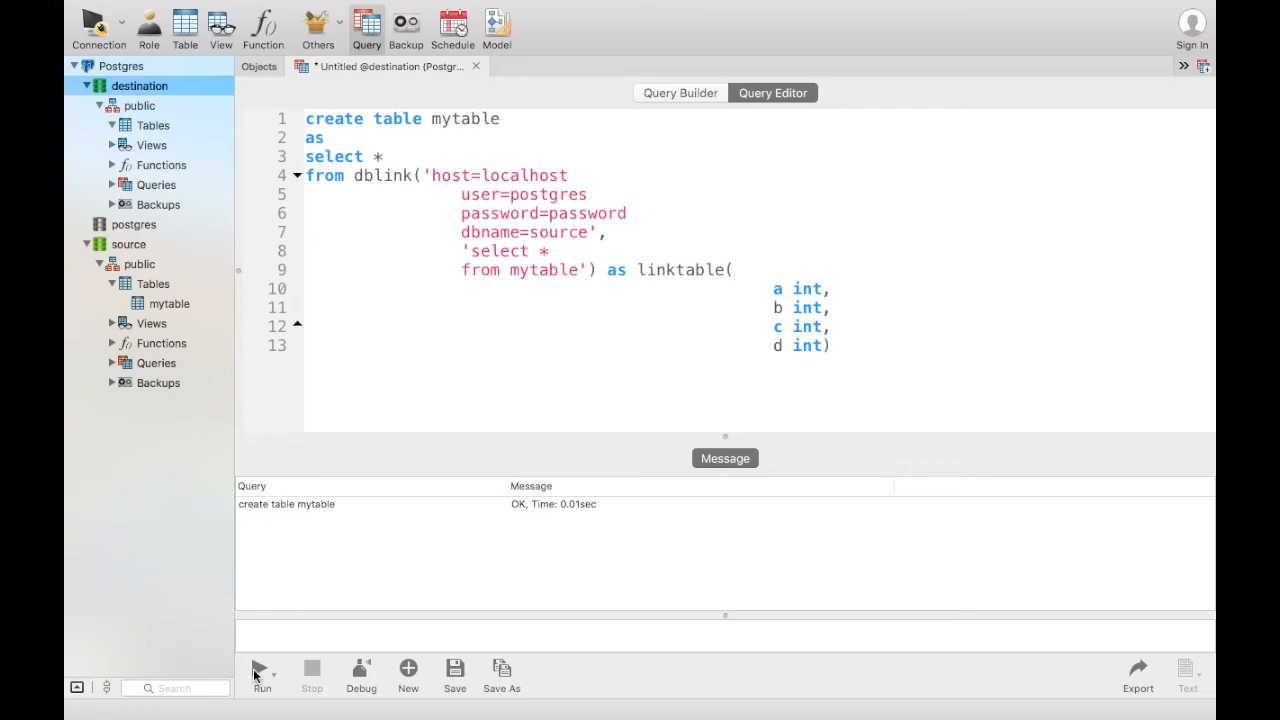 Connection Role Table View Function Others Query Backup Schedule Model Sign In
Postgres
destination
public
Tables
Views
Functions
Queries
Backups
postgres
source
public
Tables
mytable
Views
Functions
Queries
Backups
Search
Objects * Untitled @destination (Postgr...
Query Builder Query Editor
1 create table mytable
2 as
3 select *
4 from dblink('host=localhost
5 user=postgres
6 password=password
7 dbname=source',
8 'select *
9 from mytable') as linktable(
10 a int,
11 b int,
12 c int,
13 d int)
Message
Query Message
create table mytable OK, Time: 0.01sec
Run Stop Debug New Save Save As Export Text